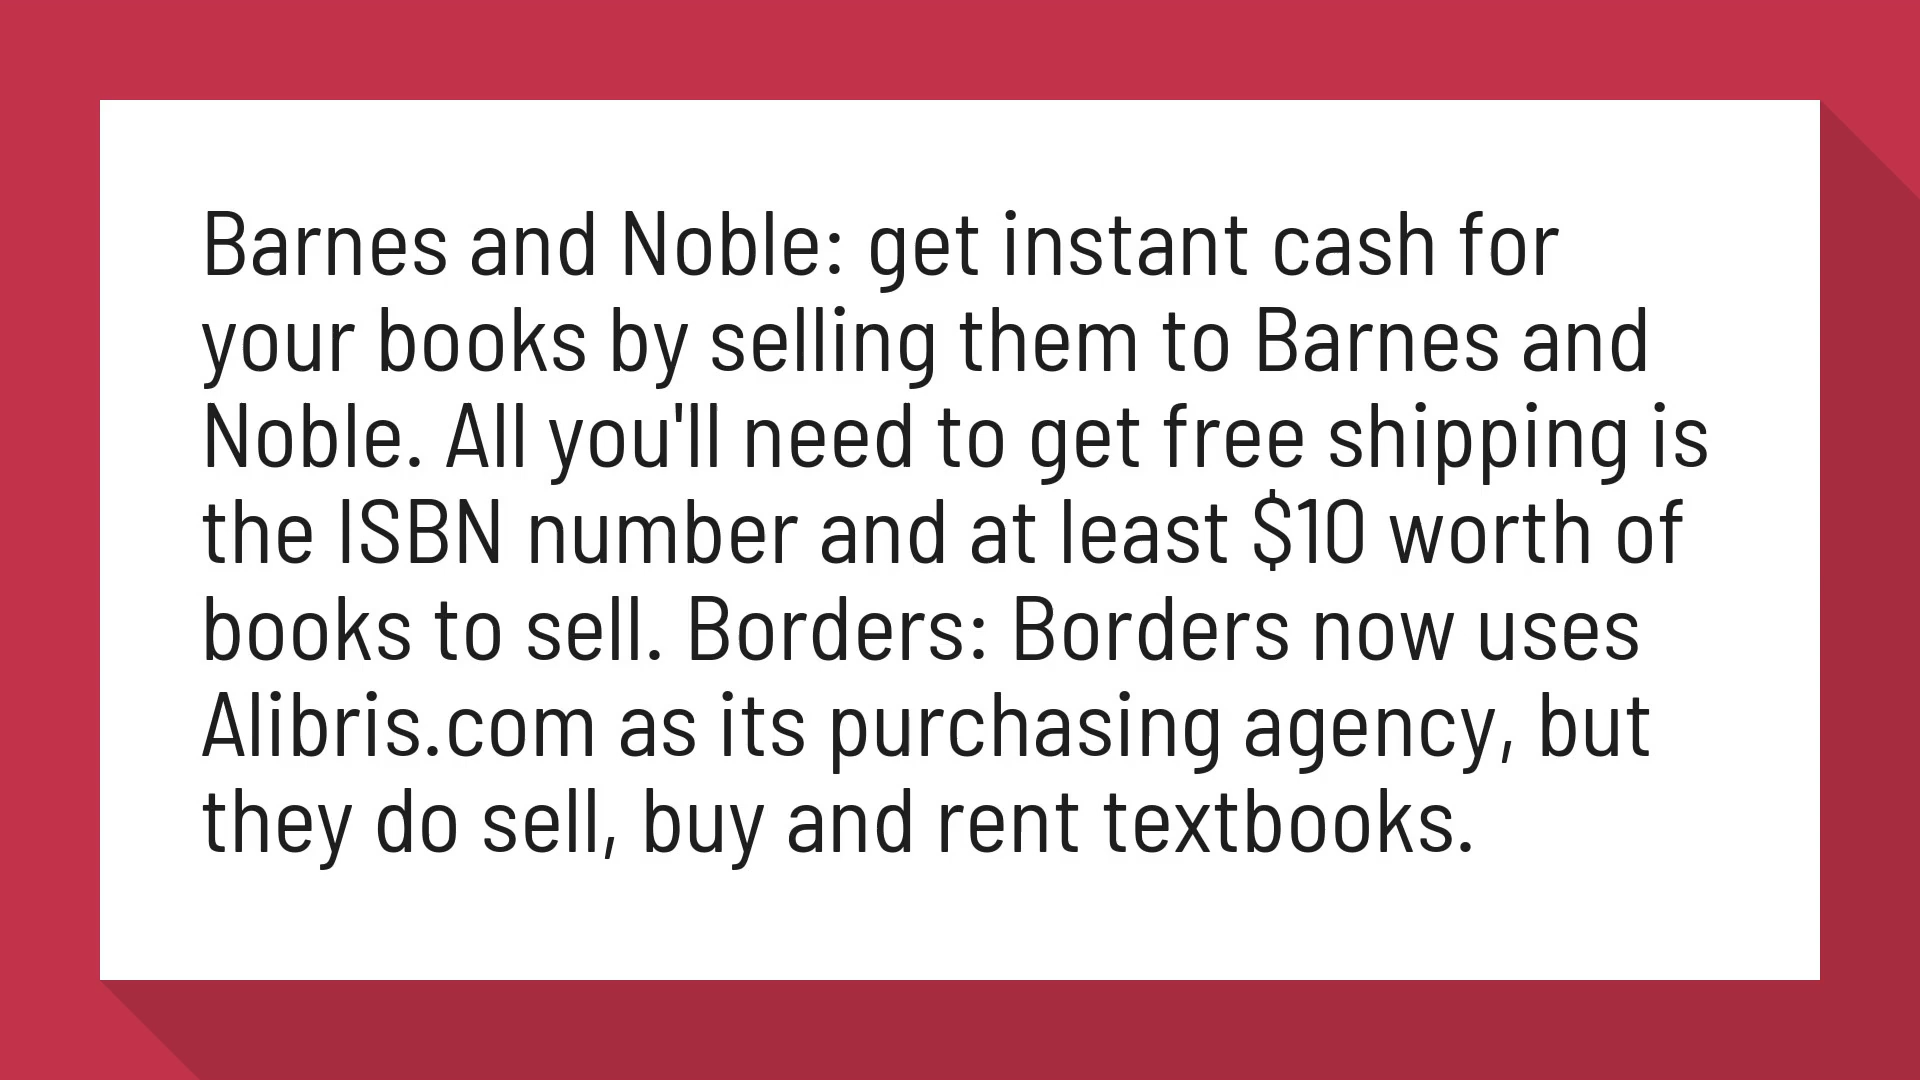 Barnes and Noble: get instant cash for
your books by selling them to Barnes and
Noble. All you'll need to get free shipping is
the ISBN number and at least $10 worth of
books to sell. Borders: Borders now uses
Alibris.com as its purchasing agency, but
they do sell, buy and rent textbooks.